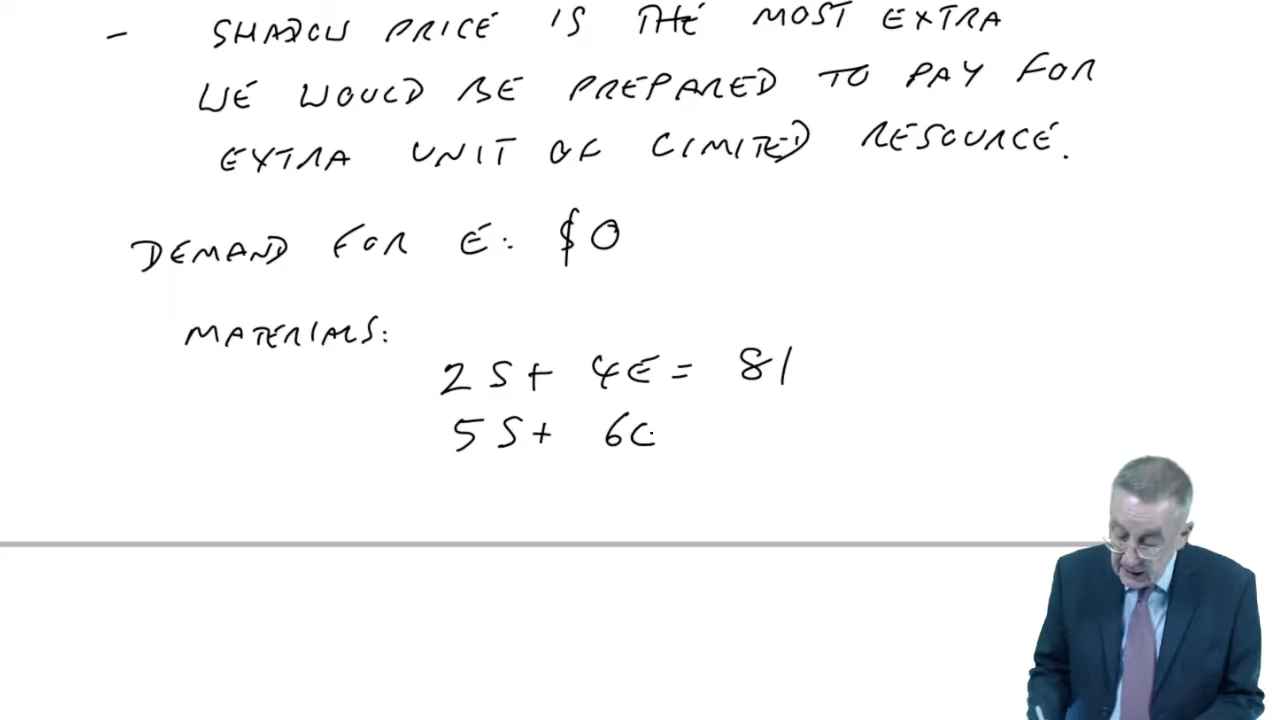 - SHADOW PRICE IS THE MOST EXTRA
WE WOULD BE PREPARED TO PAY FOR
EXTRA UNIT OF LIMITED RESOURCE.
DEMAND FOR E: $0
MATERIALS:
2S + 4E = 81
5S + 6E